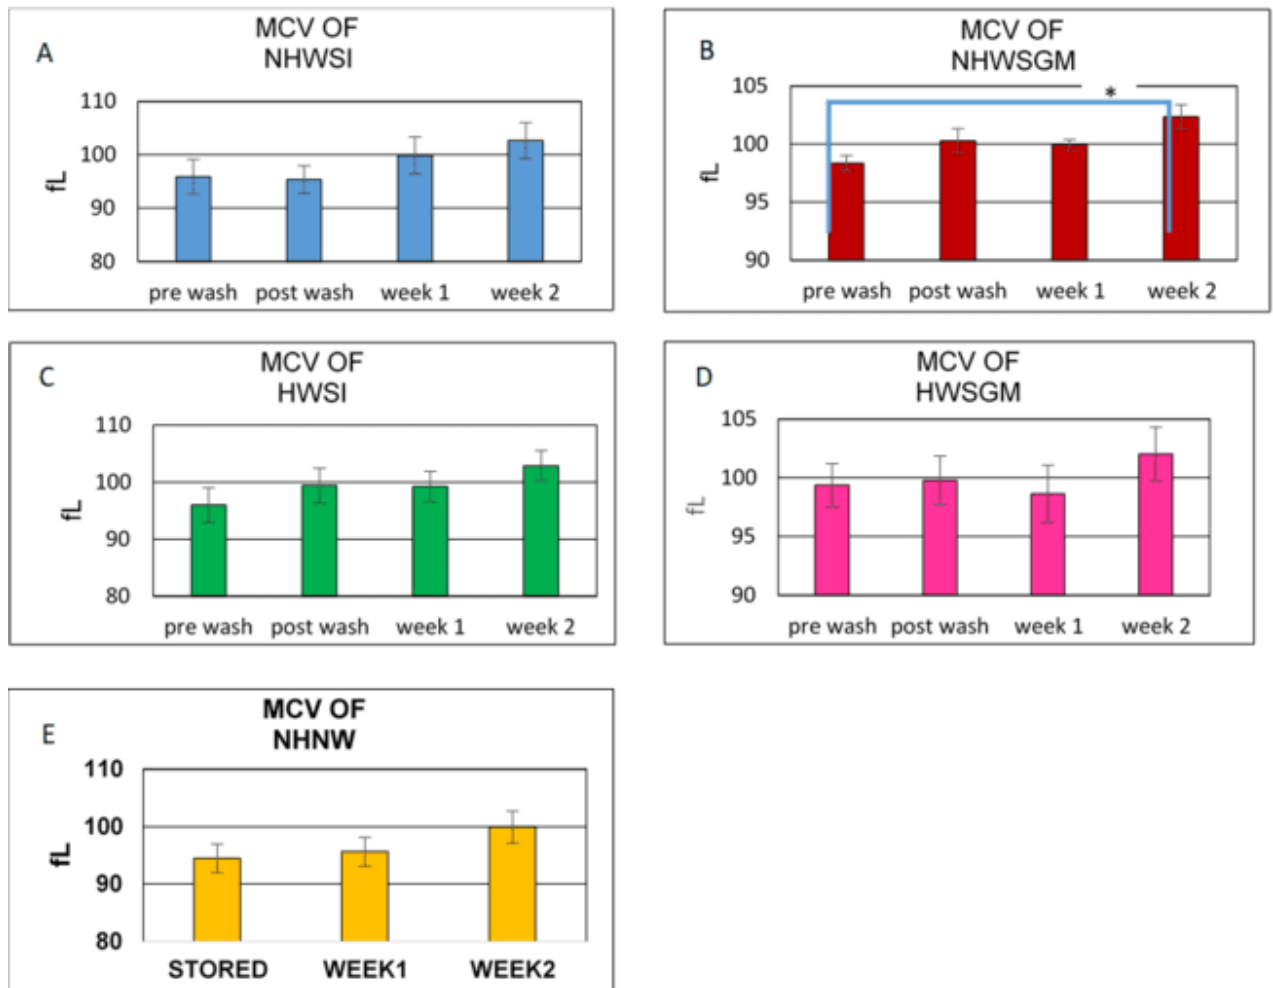 A
MCV OF
NHWSI
110
100
90
80
fL
pre wash post wash week 1 week 2
B
MCV OF
NHWSGM
105
100
95
90
fL
*
pre wash post wash week 1 week 2
C
MCV OF
HWSI
110
100
90
80
fL
pre wash post wash week 1 week 2
D
MCV OF
HWSGM
105
100
95
90
fL
pre wash post wash week 1 week 2
E
MCV OF
NHNW
110
100
90
80
fL
STORED WEEK1 WEEK2